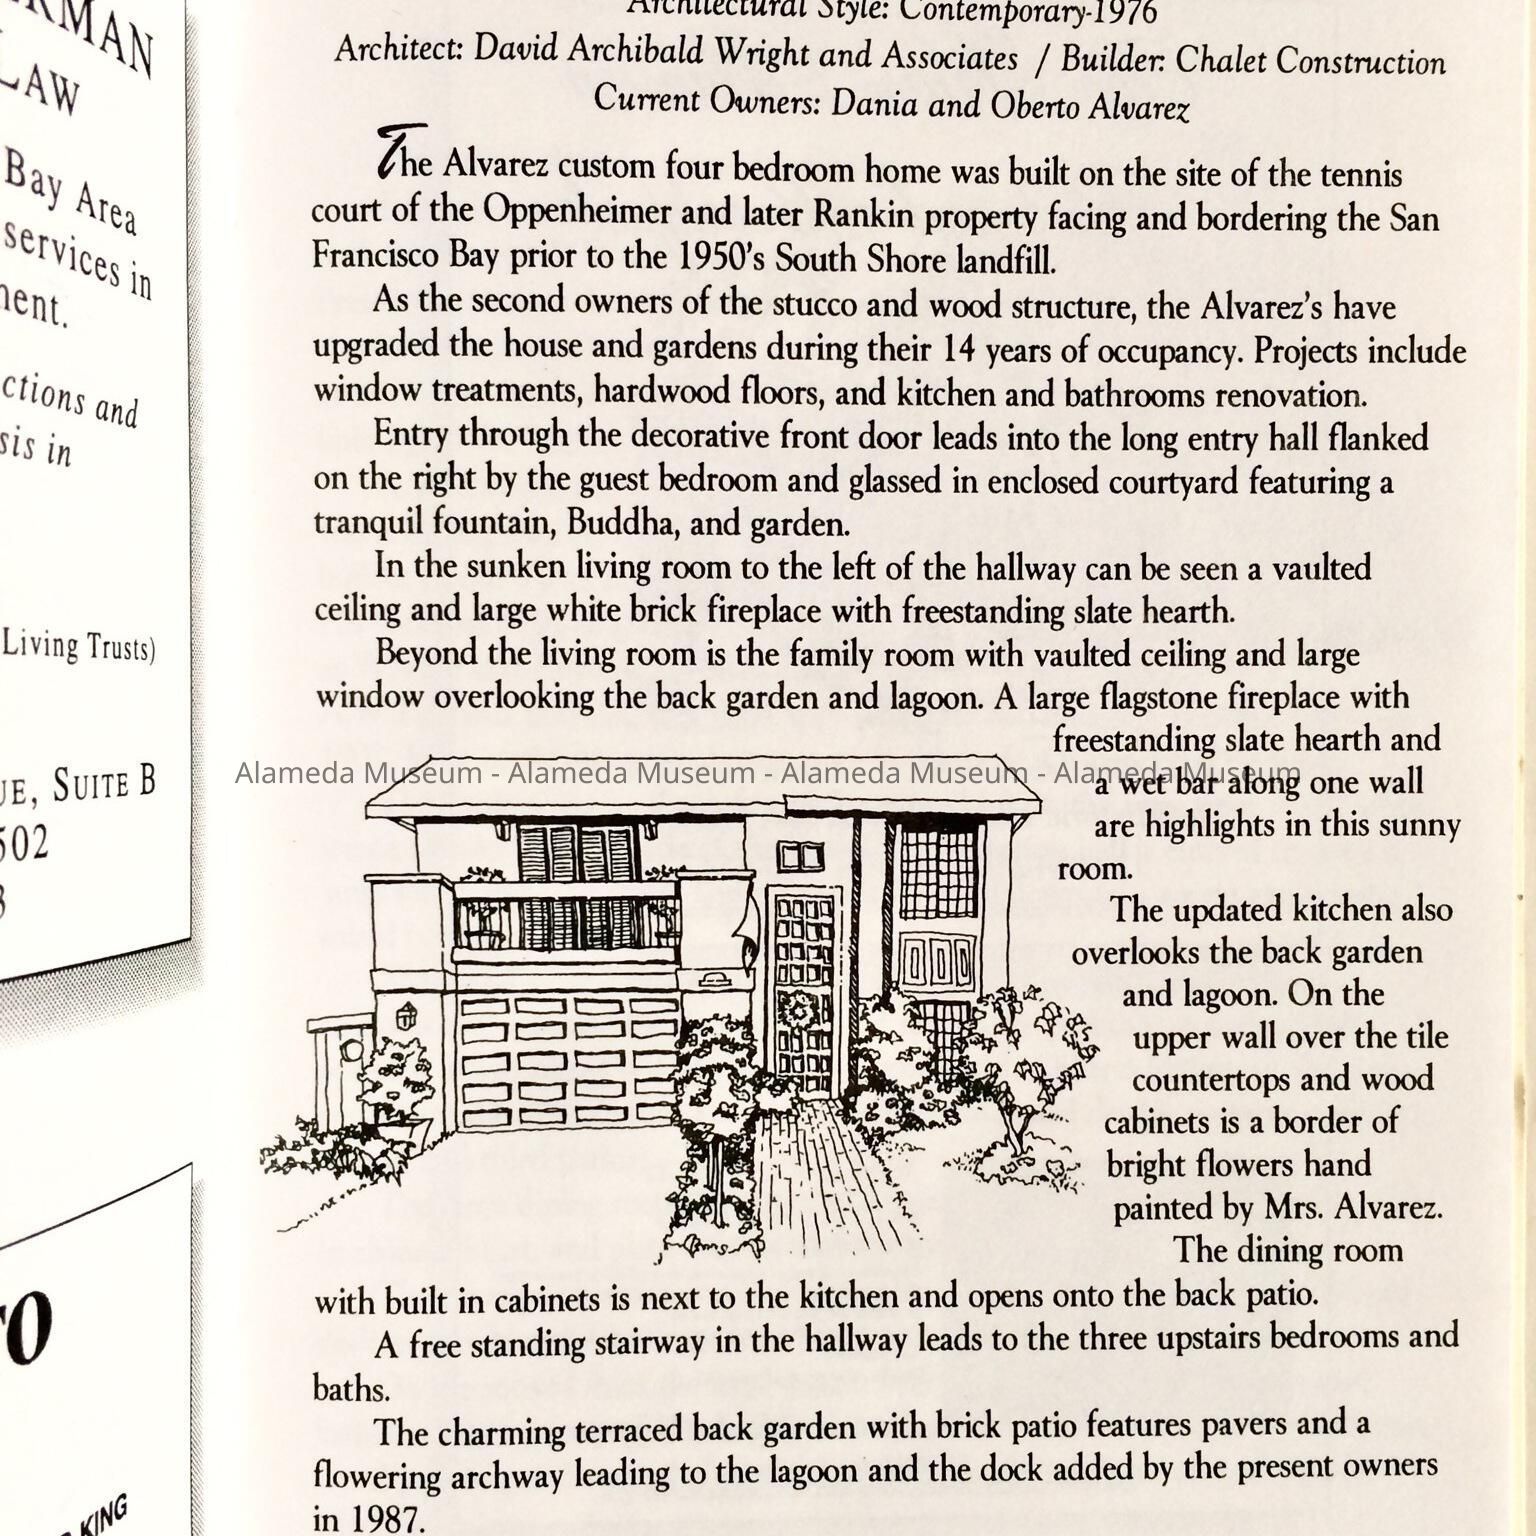 RMAN
LAW
Bay Area
services in
ment.
ctions and
sis in
Living Trusts)
UE, SUITE B
502
TO
KING
Architectural Style: Contemporary-1976
Architect: David Archibald Wright and Associates / Builder: Chalet Construction
Current Owners: Dania and Oberto Alvarez
The Alvarez custom four bedroom home was built on the site of the tennis
court of the Oppenheimer and later Rankin property facing and bordering the San
Francisco Bay prior to the 1950's South Shore landfill.
As the second owners of the stucco and wood structure, the Alvarez's have
upgraded the house and gardens during their 14 years of occupancy. Projects include
window treatments, hardwood floors, and kitchen and bathrooms renovation.
Entry through the decorative front door leads into the long entry hall flanked
on the right by the guest bedroom and glassed in enclosed courtyard featuring a
tranquil fountain, Buddha, and garden.
In the sunken living room to the left of the hallway can be seen a vaulted
ceiling and large white brick fireplace with freestanding slate hearth.
Beyond the living room is the family room with vaulted ceiling and large
window overlooking the back garden and lagoon. A large flagstone fireplace with
freestanding slate hearth and
Alameda Museum - Alameda Museum - Alameda Museum - Alameda Museum
a wet bar along one wall
are highlights in this sunny
room.
The updated kitchen also
overlooks the back garden
and lagoon. On the
upper wall over the tile
countertops and wood
cabinets is a border of
bright flowers hand
painted by Mrs. Alvarez.
The dining room
with built in cabinets is next to the kitchen and opens onto the back patio.
A free standing stairway in the hallway leads to the three upstairs bedrooms and
baths.
The charming terraced back garden with brick patio features pavers and a
flowering archway leading to the lagoon and the dock added by the present owners
in 1987.